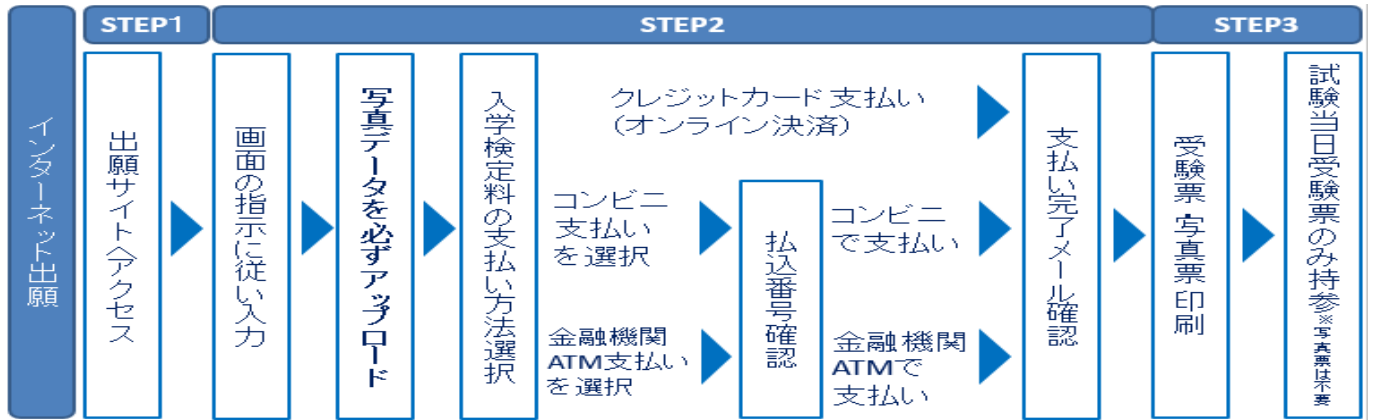 インターネット出願
STEP1
STEP2
STEP3
出願サイトへアクセス
画面の指示に従い入力
写真データを必ずアップロード
入学検定料の支払い方法選択
クレジットカード支払い
（オンライン決済）
コンビニ
支払い
を選択
金融機関
ATM支払い
を選択
払込番号確認
コンビニ
で支払い
金融機関
ATMで
支払い
支払い完了メール確認
受験票 写真票 印刷
試験当日受験票のみ持参※写真票は不要